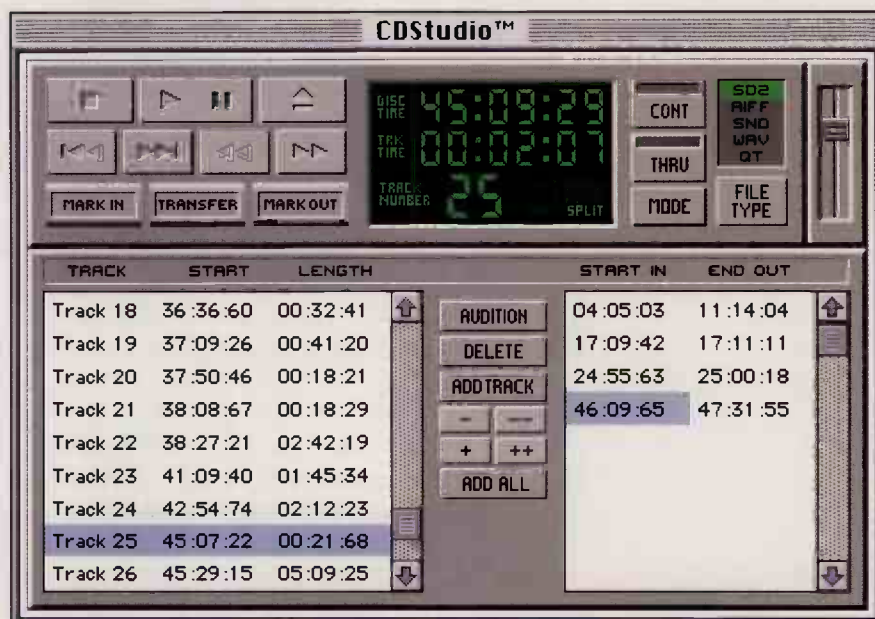 CDStudio™
DISC TIME 45:09:29
TRK TIME 00:02:07
TRACK NUMBER 25 SPLIT
CONT
THRU
MODE
SD2
AIFF
SND
WAV
QT
FILE TYPE
MARK IN TRANSFER MARK OUT
TRACK START LENGTH
Track 18 36:36:60 00:32:41
Track 19 37:09:26 00:41:20
Track 20 37:50:46 00:18:21
Track 21 38:08:67 00:18:29
Track 22 38:27:21 02:42:19
Track 23 41:09:40 01:45:34
Track 24 42:54:74 02:12:23
Track 25 45:07:22 00:21:68
Track 26 45:29:15 05:09:25
AUDITION
DELETE
ADD TRACK
- --
+ ++
ADD ALL
START IN END OUT
04:05:03 11:14:04
17:09:42 17:11:11
24:55:63 25:00:18
46:09:65 47:31:55